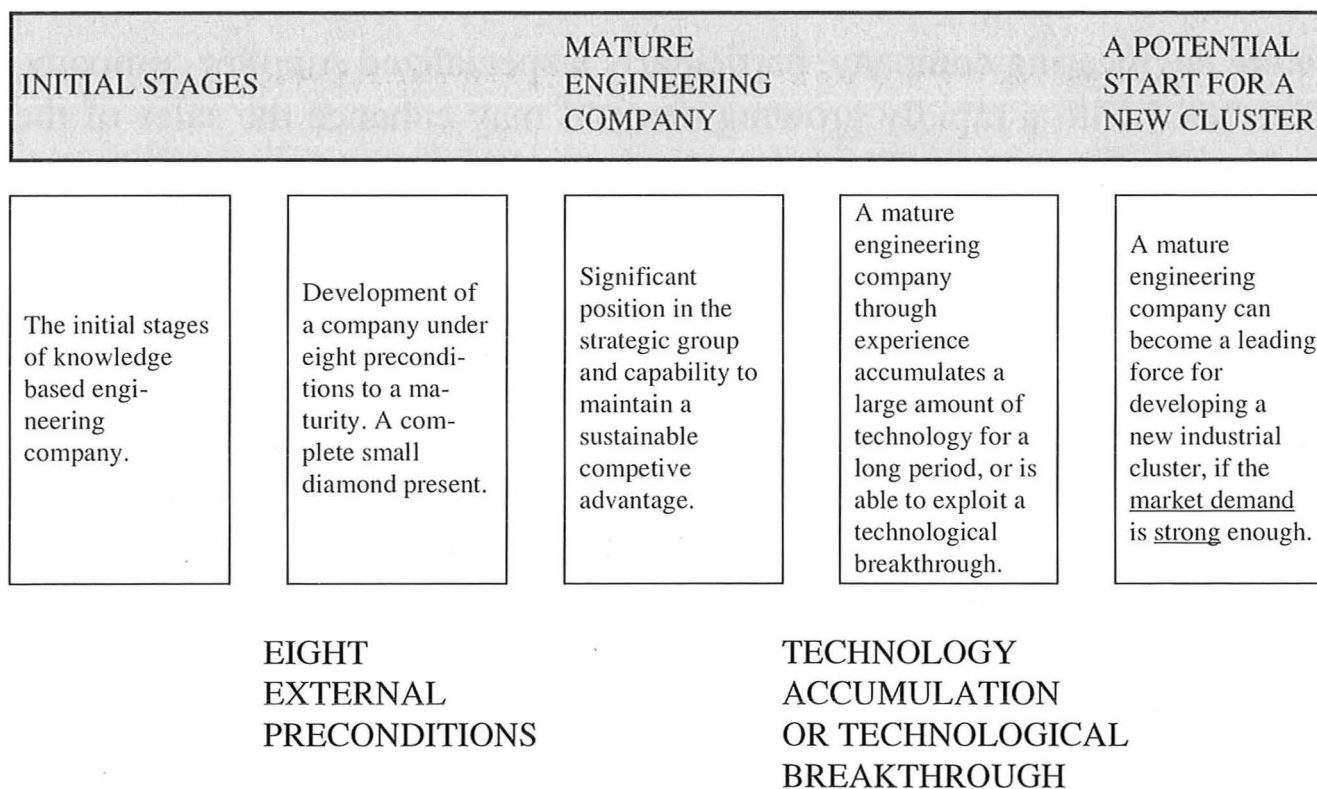 INITIAL STAGES
MATURE
ENGINEERING
COMPANY
A POTENTIAL
START FOR A
NEW CLUSTER
The initial stages
of knowledge
based engi-
neering
company.
Development of
a company under
eight precondi-
tions to a ma-
turity. A com-
plete small
diamond present.
Significant
position in the
strategic group
and capability to
maintain a
sustainable
competive
advantage.
A mature
engineering
company
through
experience
accumulates a
large amount of
technology for a
long period, or is
able to exploit a
technological
breakthrough.
A mature
engineering
company can
become a leading
force for
developing a
new industrial
cluster, if the
market demand
is strong enough.
EIGHT
EXTERNAL
PRECONDITIONS
TECHNOLOGY
ACCUMULATION
OR TECHNOLOGICAL
BREAKTHROUGH